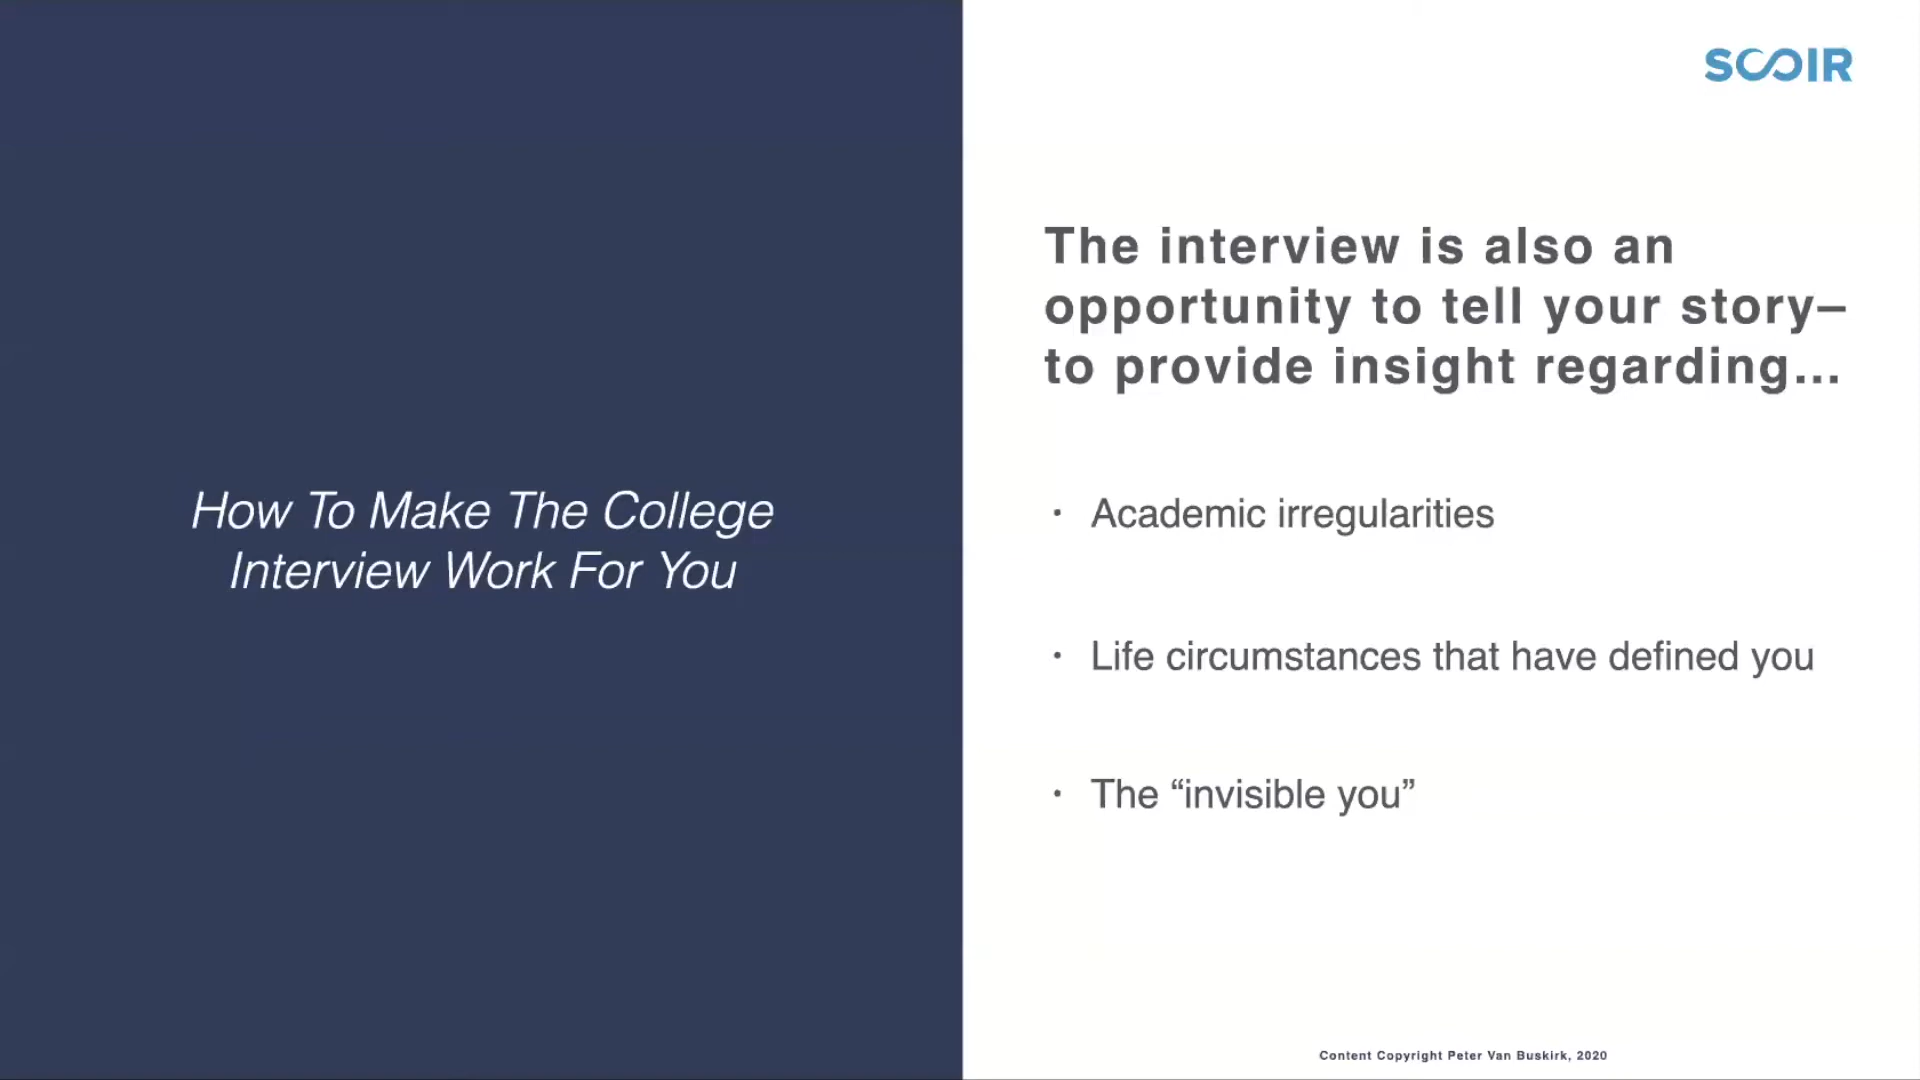 How To Make The College
Interview Work For You
SCOIR
The interview is also an
opportunity to tell your story–
to provide insight regarding...
· Academic irregularities
· Life circumstances that have defined you
· The “invisible you”
Content Copyright Peter Van Buskirk, 2020